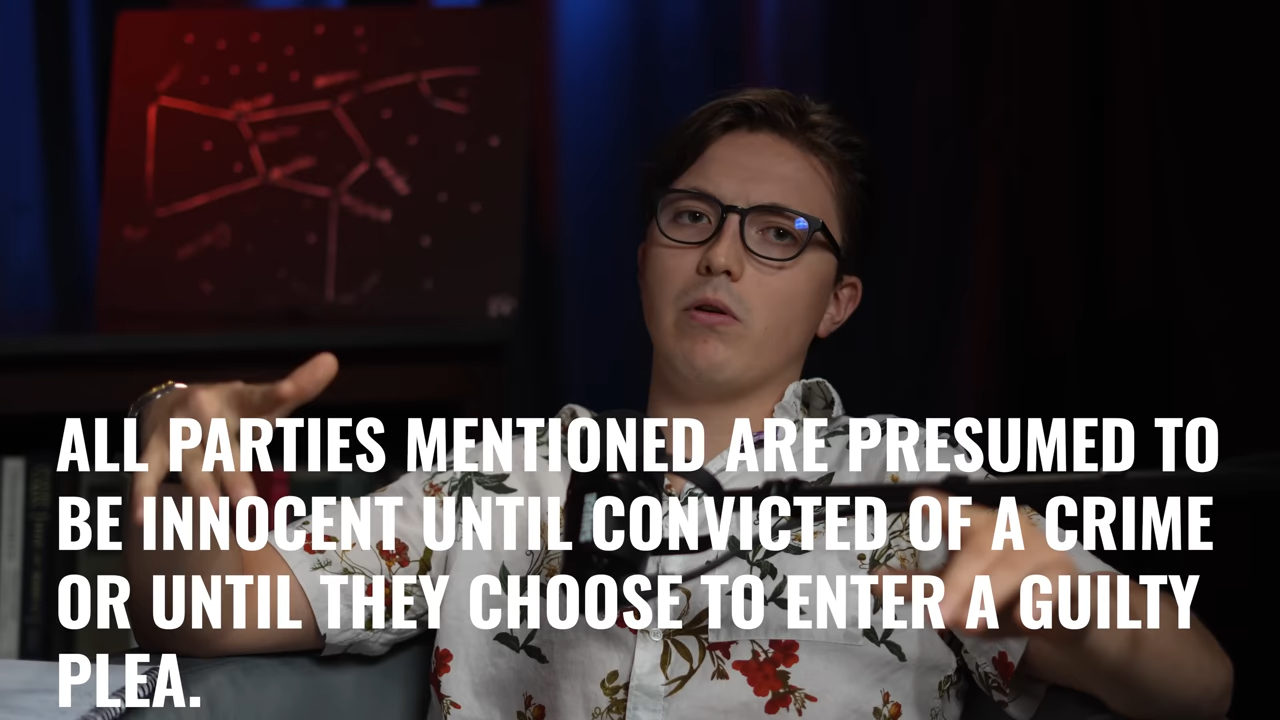 ALL PARTIES MENTIONED ARE PRESUMED TO
BE INNOCENT UNTIL CONVICTED OF A CRIME
OR UNTIL THEY CHOOSE TO ENTER A GUILTY
PLEA.